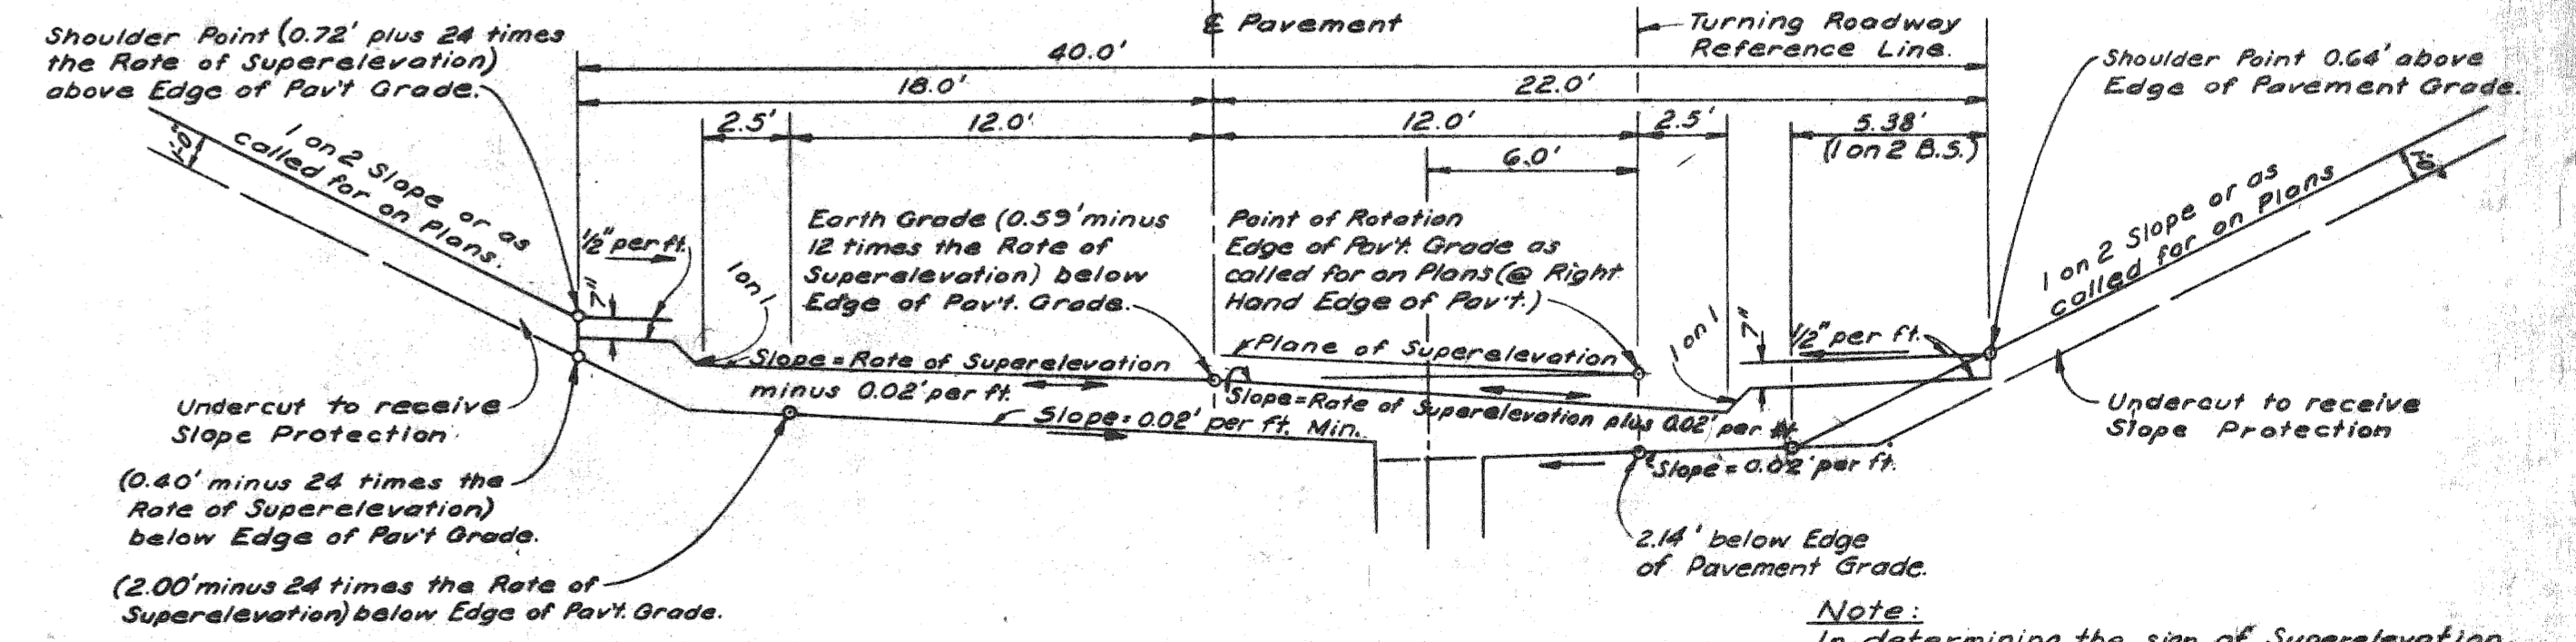 Shoulder Point (0.72' plus 24 times
the Rate of Superelevation)
above Edge of Pav't Grade.
℄ Pavement
Turning Roadway
Reference Line.
Shoulder Point 0.64' above
Edge of Pavement Grade.
40.0'
18.0'
22.0'
2.5'
12.0'
12.0'
2.5'
5.38'
(1 on 2 B.S.)
6.0'
1.0'
1 on 2 Slope or as
called for on Plans.
1/2" per ft.
7"
1 on 1
Earth Grade (0.59' minus
12 times the Rate of
Superelevation) below
Edge of Pav't. Grade.
Point of Rotation
Edge of Pav't. Grade as
called for on Plans (@ Right
Hand Edge of Pav't.)
1 on 1
7"
1/2" per ft.
1 on 2 Slope or as
called for on Plans
Plane of Superelevation
Slope = Rate of Superelevation
minus 0.02' per ft.
Slope=Rate of Superelevation plus 0.02' per ft.
Slope = 0.02' per ft. Min.
Slope = 0.02' per ft.
Undercut to receive
Slope Protection
Undercut to receive
Slope Protection
(0.40' minus 24 times the
Rate of Superelevation)
below Edge of Pav't Grade.
2.14' below Edge
of Pavement Grade.
(2.00' minus 24 times the Rate of
Superelevation) below Edge of Pav't. Grade.
Note:
In determining the sign of Superelevation